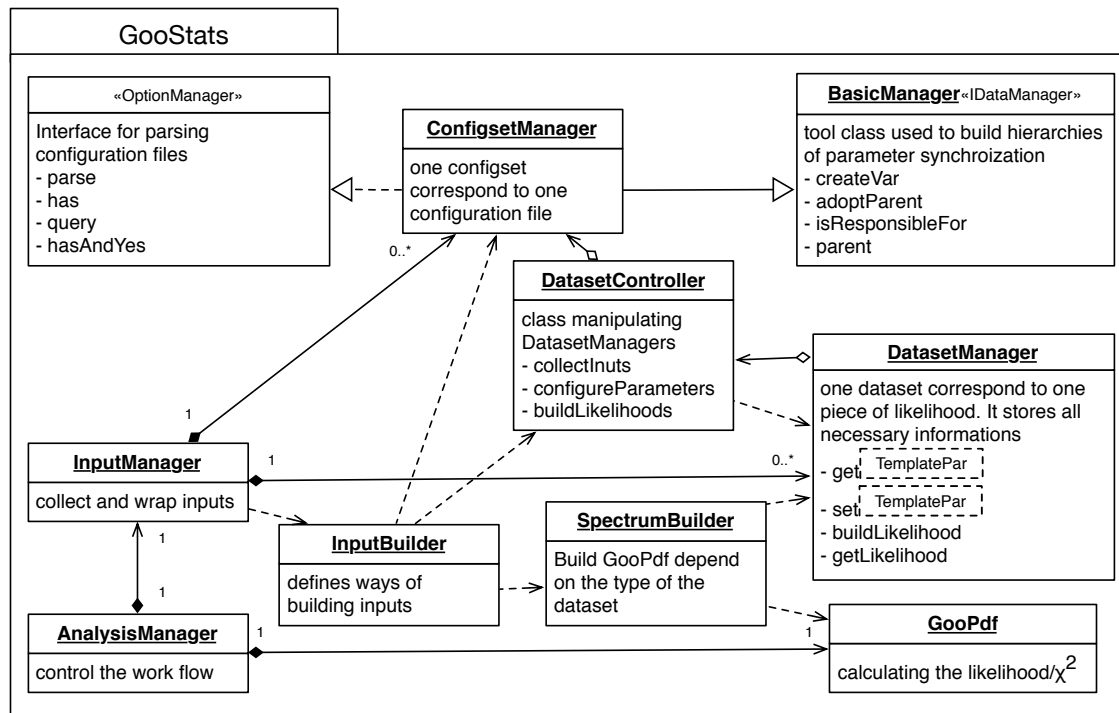 GooStats
«OptionManager»
Interface for parsing
configuration files
- parse
- has
- query
- hasAndYes
ConfigsetManager
one configset
correspond to one
configuration file
BasicManager«IDataManager»
tool class used to build hierarchies
of parameter synchroization
- createVar
- adoptParent
- isResponsibleFor
- parent
0..*
DatasetController
class manipulating
DatasetManagers
- collectInuts
- configureParameters
- buildLikelihoods
DatasetManager
one dataset correspond to one
piece of likelihood. It stores all
necessary informations
- get TemplatePar
- set TemplatePar
- buildLikelihood
- getLikelihood
1
InputManager
collect and wrap inputs
1
0..*
InputBuilder
defines ways of
building inputs
SpectrumBuilder
Build GooPdf depend
on the type of the
dataset
1
1
AnalysisManager
control the work flow
1
1
GooPdf
calculating the likelihood/χ²